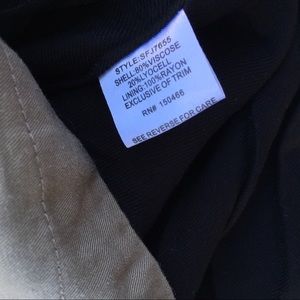 STYLE:SFJ7655
SHELL:80%VISCOSE
20%LYOCELL
LINING:100%RAYON
EXCLUSIVE OF TRIM
RN# 150466
SEE REVERSE FOR CARE